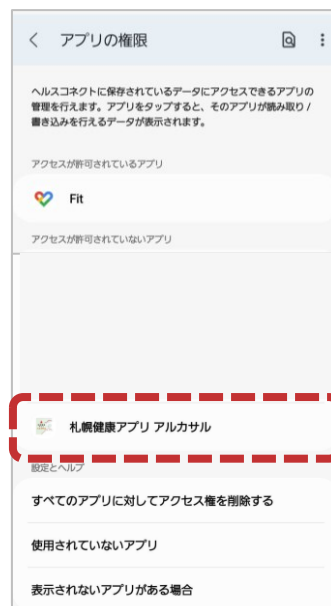 アプリの権限
ヘルスコネクトに保存されているデータにアクセスできるアプリの
管理を行えます。アプリをタップすると、そのアプリが読み取り /
書き込みを行えるデータが表示されます。
アクセスが許可されているアプリ
Fit
アクセスが許可されていないアプリ
札幌健康アプリ アルカサル
設定とヘルプ
すべてのアプリに対してアクセス権を削除する
使用されていないアプリ
表示されないアプリがある場合